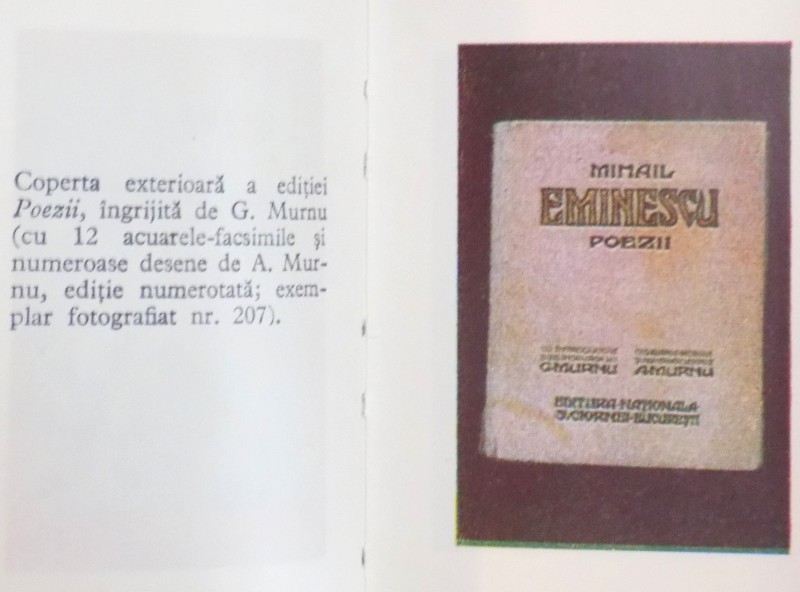 Coperta exterioară a ediției
Poezii, îngrijită de G. Murnu
(cu 12 acuarele-facsimile și
numeroase desene de A. Mur-
nu, ediție numerotată; exem-
plar fotografiat nr. 207).
MIHAIL
EMINESCU
POEZII
G·MURNU A·MURNU
EDITURA·NAȚIONALA·
S·CIORNEI·BUCUREȘTI